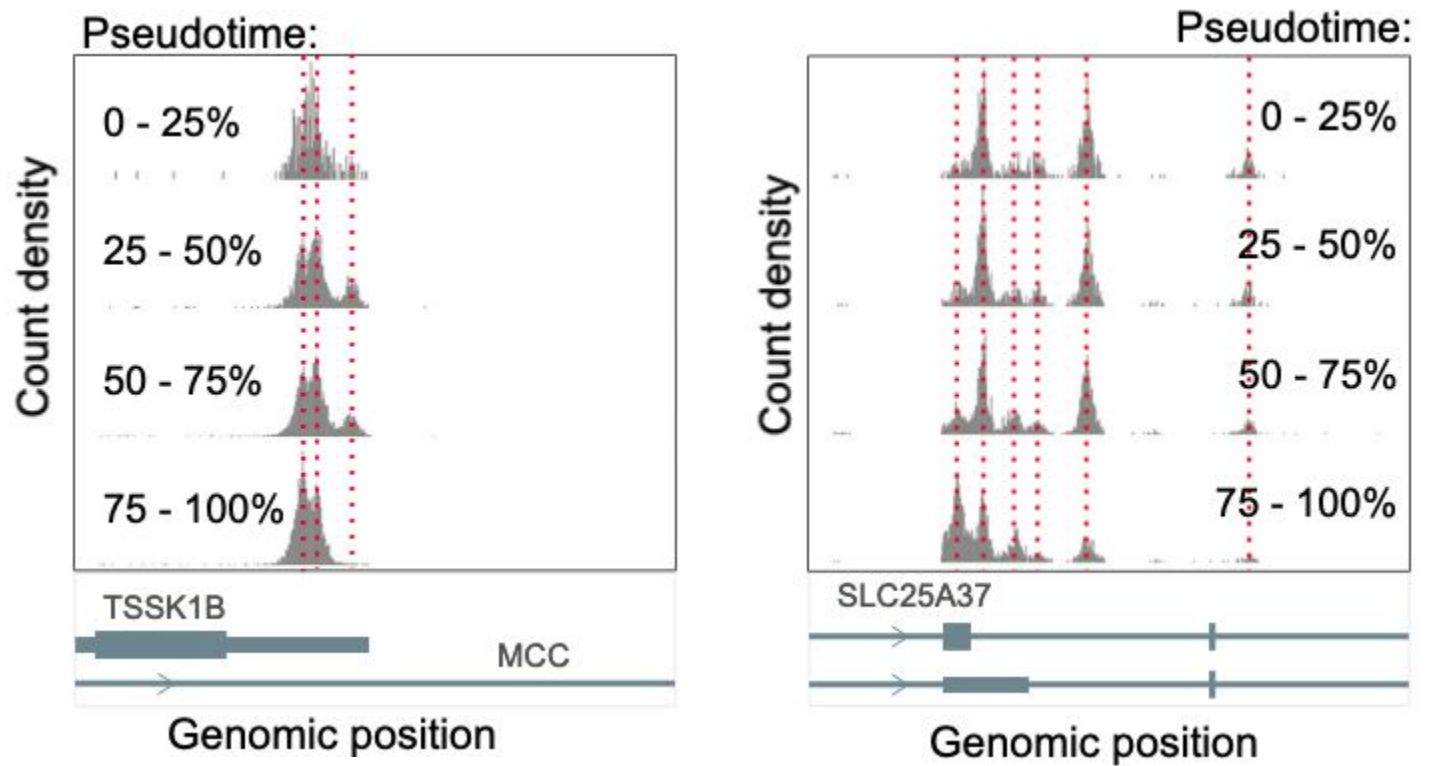 Pseudotime:
0 - 25%
25 - 50%
50 - 75%
75 - 100%
Count density
TSSK1B
MCC
Genomic position
Pseudotime:
0 - 25%
25 - 50%
50 - 75%
75 - 100%
Count density
SLC25A37
Genomic position